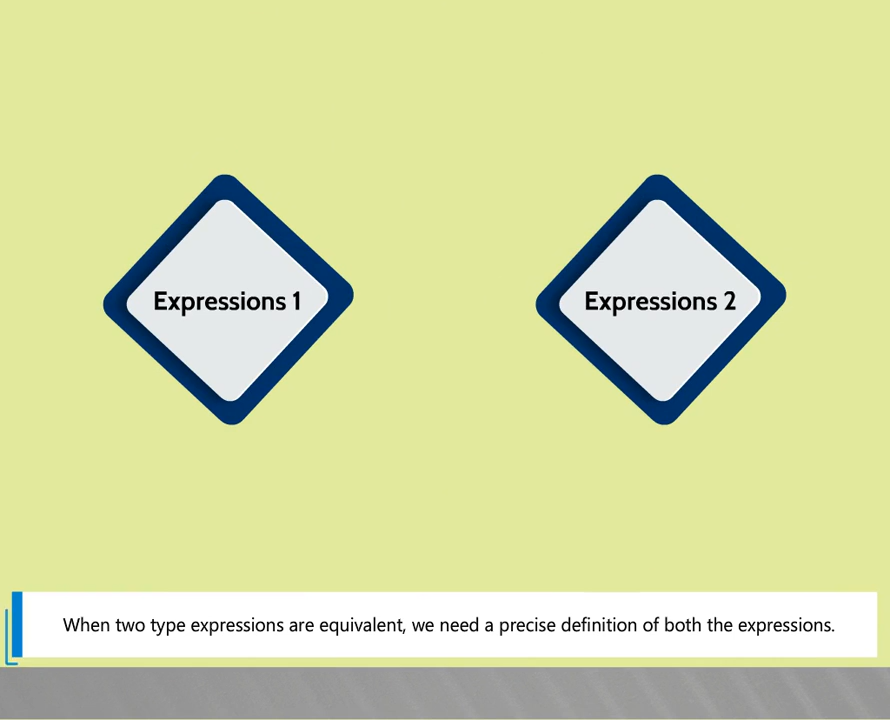 Expressions 1
Expressions 2
When two type expressions are equivalent, we need a precise definition of both the expressions.